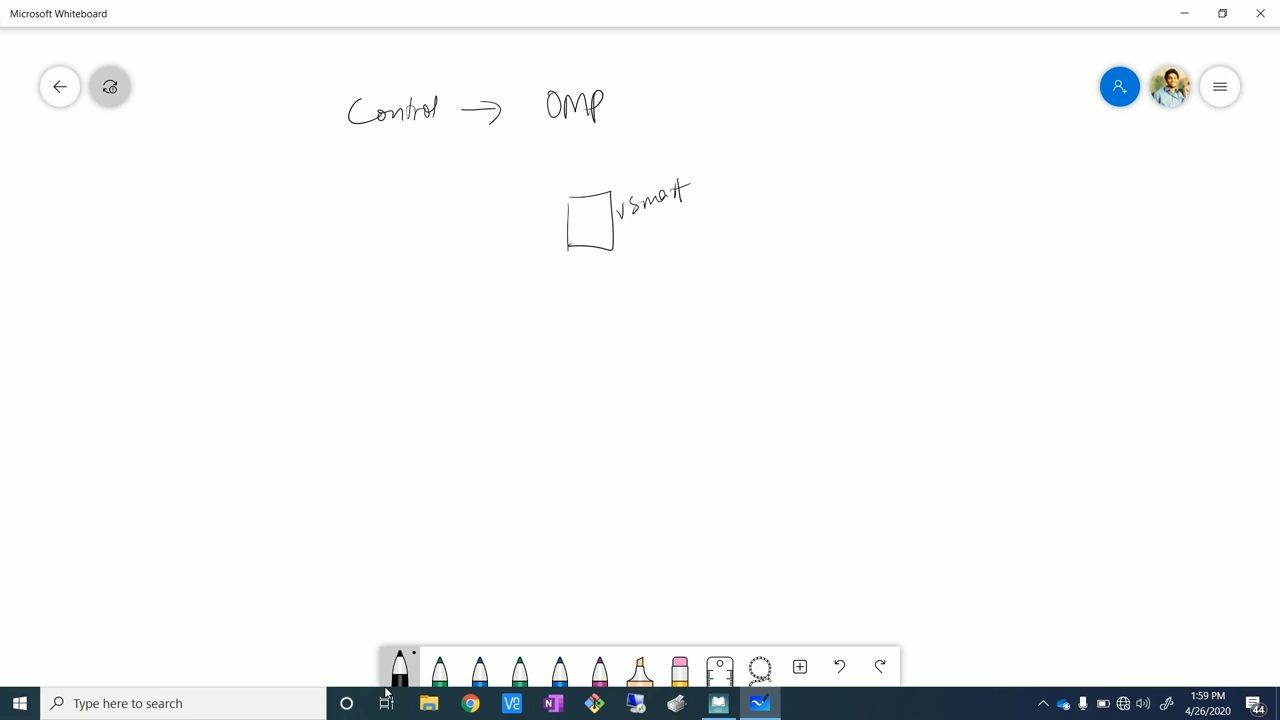 Microsoft Whiteboard
Control → OMP
vsmart
Type here to search
1:59 PM
4/26/2020
44